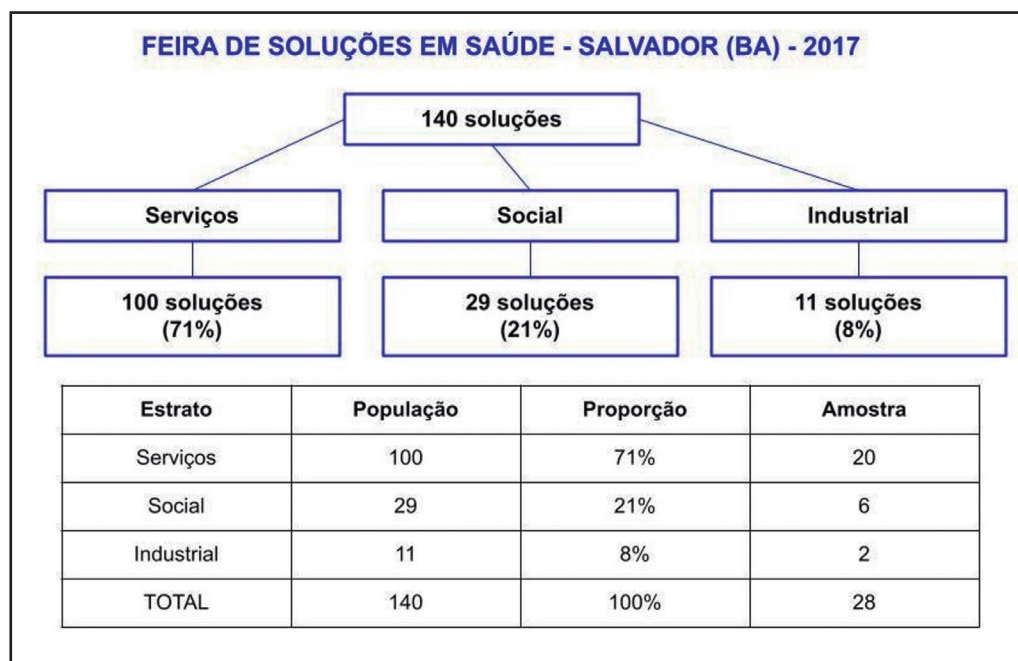 FEIRA DE SOLUÇÕES EM SAÚDE - SALVADOR (BA) - 2017
140 soluções
Serviços Social Industrial
100 soluções 29 soluções 11 soluções
(71%) (21%) (8%)
Estrato População Proporção Amostra
Serviços 100 71% 20
Social 29 21% 6
Industrial 11 8% 2
TOTAL 140 100% 28